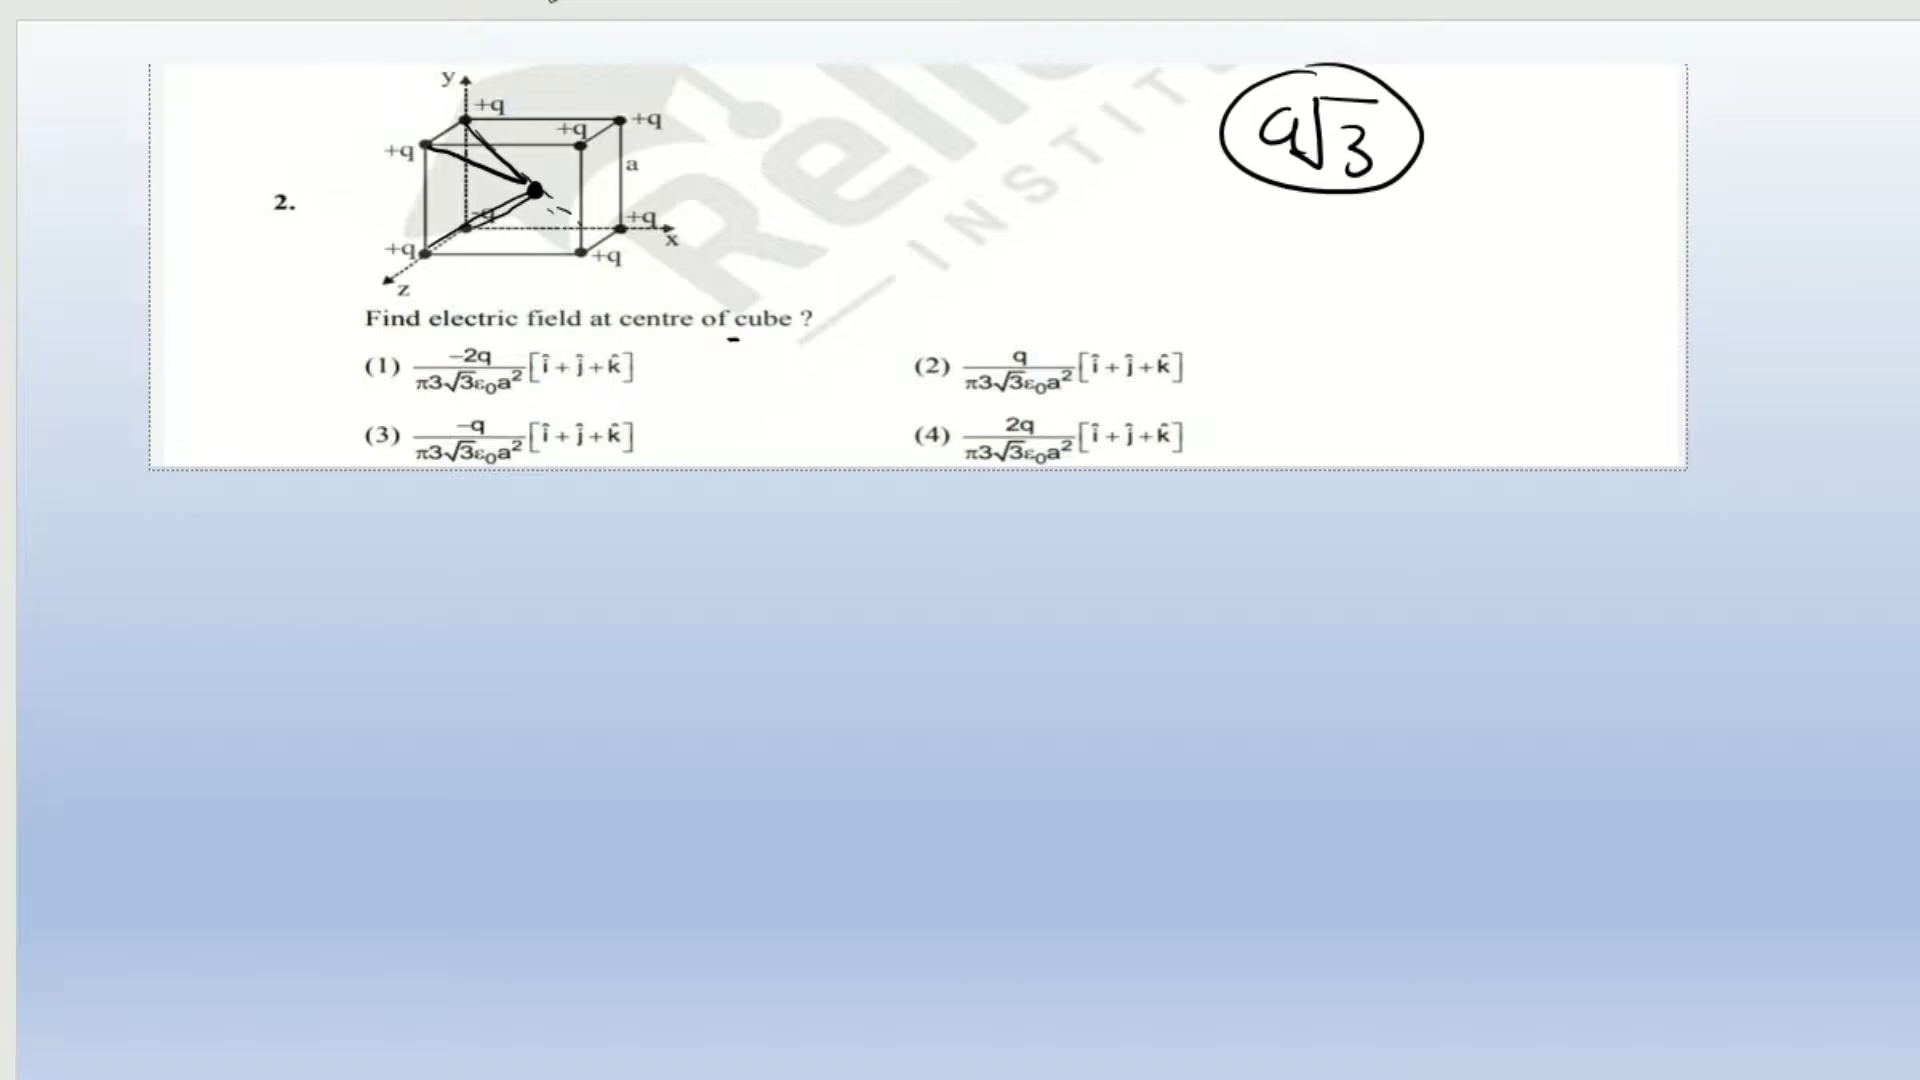 y
+q
+q
+q
a√3
+q
a
2.
-q
+q
x
+q
+q
z
Find electric field at centre of cube ?
(1) −2q / π3√3ε₀a² [î + ĵ + k̂]
(2) q / π3√3ε₀a² [î + ĵ + k̂]
(3) −q / π3√3ε₀a² [î + ĵ + k̂]
(4) 2q / π3√3ε₀a² [î + ĵ + k̂]